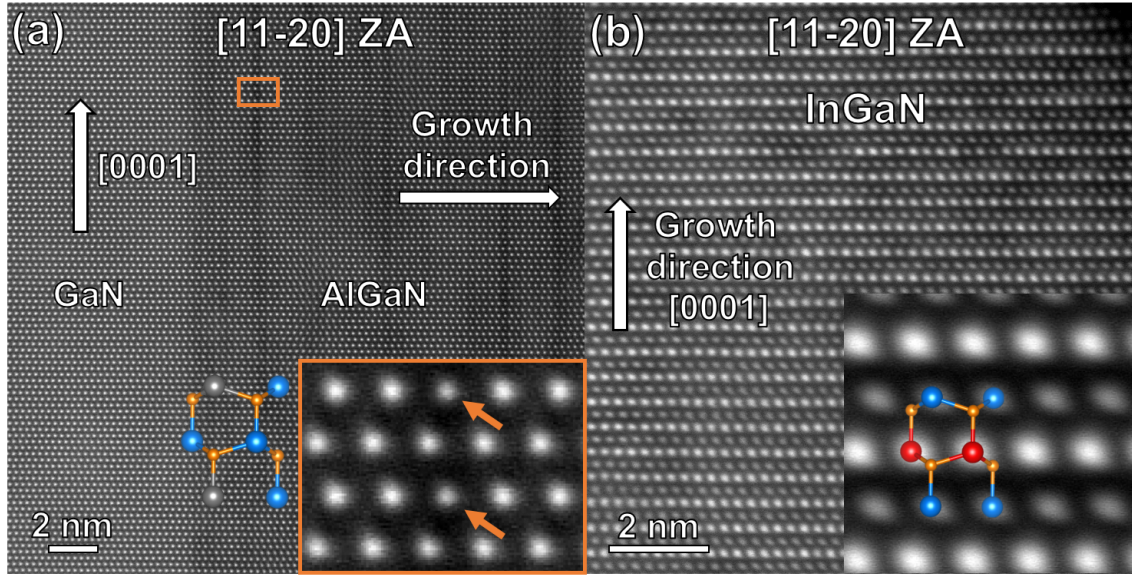 (a)
[11-20] ZA
[0001]
Growth
direction
GaN
AlGaN
2 nm
(b)
[11-20] ZA
InGaN
Growth
direction
[0001]
2 nm